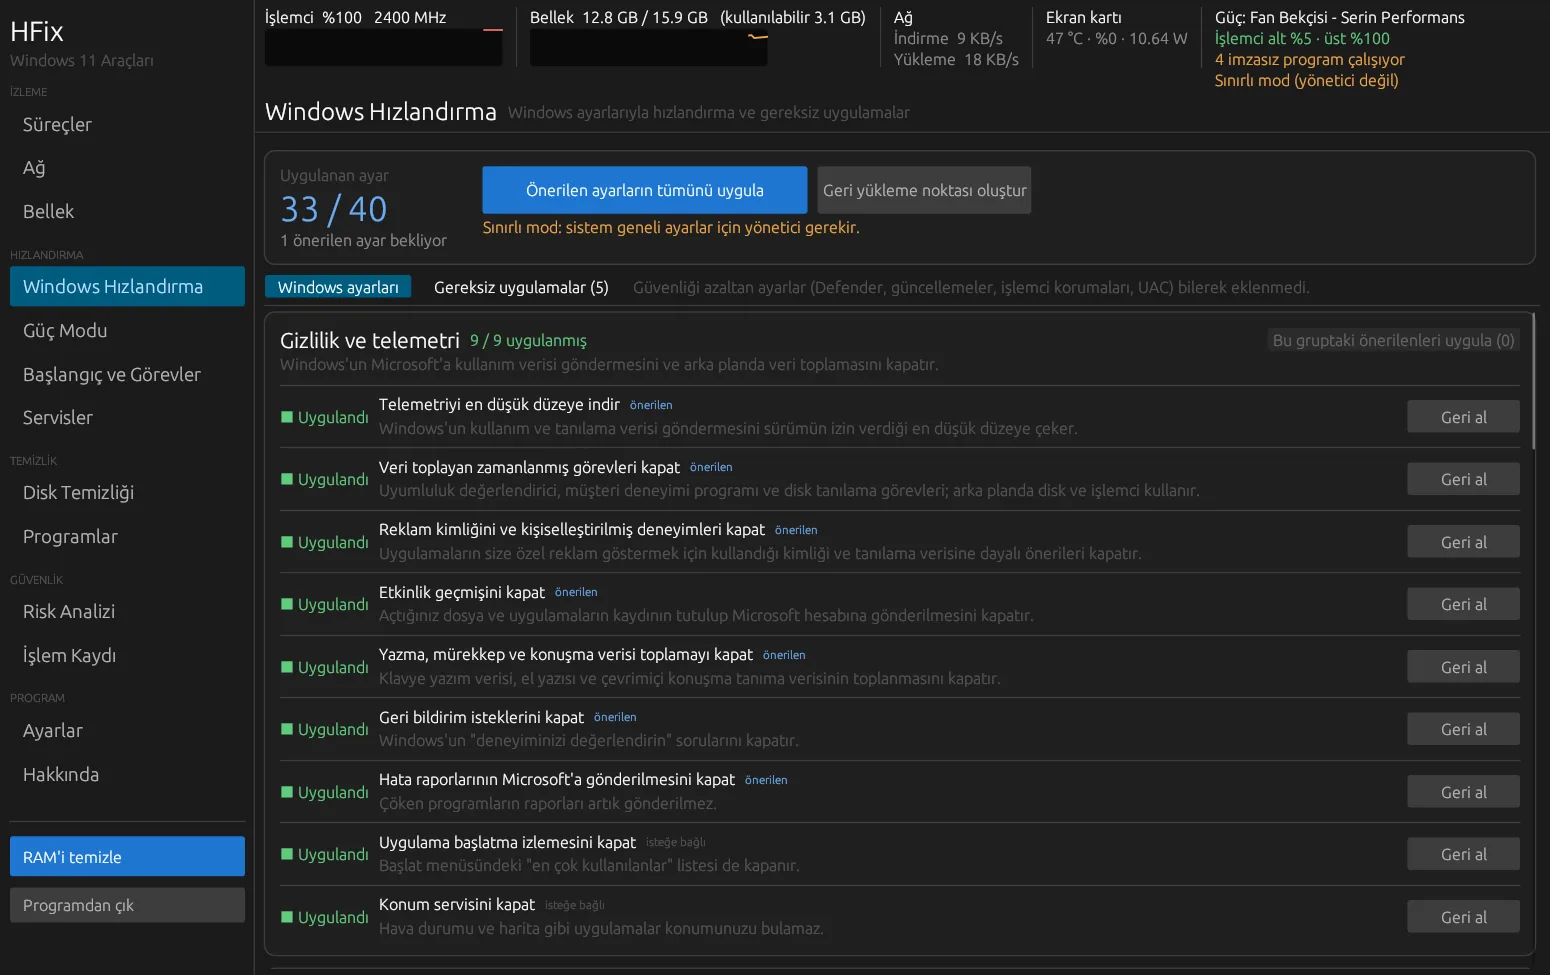 HFix
Windows 11 Araçları
İZLEME
Süreçler
Ağ
Bellek
HIZLANDIRMA
Windows Hızlandırma
Güç Modu
Başlangıç ve Görevler
Servisler
TEMİZLİK
Disk Temizliği
Programlar
GÜVENLİK
Risk Analizi
İşlem Kaydı
PROGRAM
Ayarlar
Hakkında
RAM'i temizle
Programdan çık
İşlemci %100 2400 MHz
Bellek 12.8 GB / 15.9 GB (kullanılabilir 3.1 GB)
Ağ
İndirme 9 KB/s
Yükleme 18 KB/s
Ekran kartı
47 °C · %0 · 10.64 W
Güç: Fan Bekçisi - Serin Performans
İşlemci alt %5 · üst %100
4 imzasız program çalışıyor
Sınırlı mod (yönetici değil)
Windows Hızlandırma Windows ayarlarıyla hızlandırma ve gereksiz uygulamalar
Uygulanan ayar
33 / 40
1 önerilen ayar bekliyor
Önerilen ayarların tümünü uygula
Geri yükleme noktası oluştur
Sınırlı mod: sistem geneli ayarlar için yönetici gerekir.
Windows ayarları Gereksiz uygulamalar (5) Güvenliği azaltan ayarlar (Defender, güncellemeler, işlemci korumaları, UAC) bilerek eklenmedi.
Gizlilik ve telemetri 9 / 9 uygulanmış
Bu gruptaki önerilenleri uygula (0)
Windows'un Microsoft'a kullanım verisi göndermesini ve arka planda veri toplamasını kapatır.
Uygulandı
Telemetriyi en düşük düzeye indir önerilen
Windows'un kullanım ve tanılama verisi göndermesini sürümün izin verdiği en düşük düzeye çeker.
Geri al
Uygulandı
Veri toplayan zamanlanmış görevleri kapat önerilen
Uyumluluk değerlendirici, müşteri deneyimi programı ve disk tanılama görevleri; arka planda disk ve işlemci kullanır.
Geri al
Uygulandı
Reklam kimliğini ve kişiselleştirilmiş deneyimleri kapat önerilen
Uygulamaların size özel reklam göstermek için kullandığı kimliği ve tanılama verisine dayalı önerileri kapatır.
Geri al
Uygulandı
Etkinlik geçmişini kapat önerilen
Açtığınız dosya ve uygulamaların kaydının tutulup Microsoft hesabına gönderilmesini kapatır.
Geri al
Uygulandı
Yazma, mürekkep ve konuşma verisi toplamayı kapat önerilen
Klavye yazım verisi, el yazısı ve çevrimiçi konuşma tanıma verisinin toplanmasını kapatır.
Geri al
Uygulandı
Geri bildirim isteklerini kapat önerilen
Windows'un "deneyiminizi değerlendirin" sorularını kapatır.
Geri al
Uygulandı
Hata raporlarının Microsoft'a gönderilmesini kapat önerilen
Çöken programların raporları artık gönderilmez.
Geri al
Uygulandı
Uygulama başlatma izlemesini kapat isteğe bağlı
Başlat menüsündeki "en çok kullanılanlar" listesi de kapanır.
Geri al
Uygulandı
Konum servisini kapat isteğe bağlı
Hava durumu ve harita gibi uygulamalar konumunuzu bulamaz.
Geri al